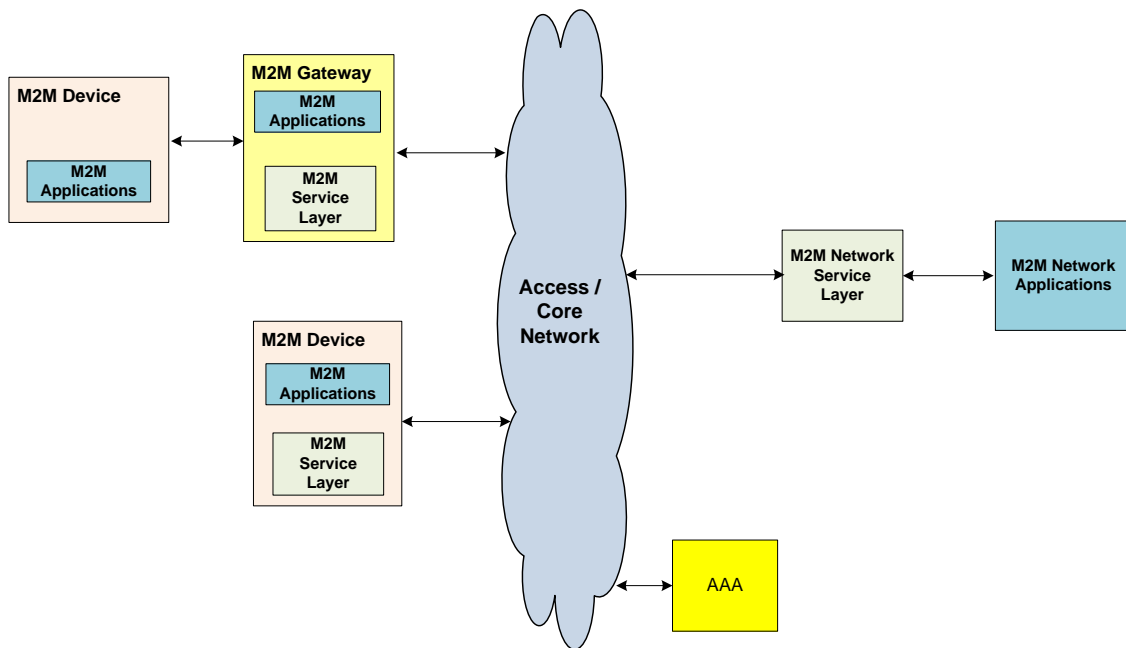 M2M Device
M2M
Applications
M2M Gateway
M2M
Applications
M2M
Service
Layer
M2M Device
M2M
Applications
M2M
Service
Layer
Access /
Core
Network
M2M Network
Service
Layer
M2M Network
Applications
AAA